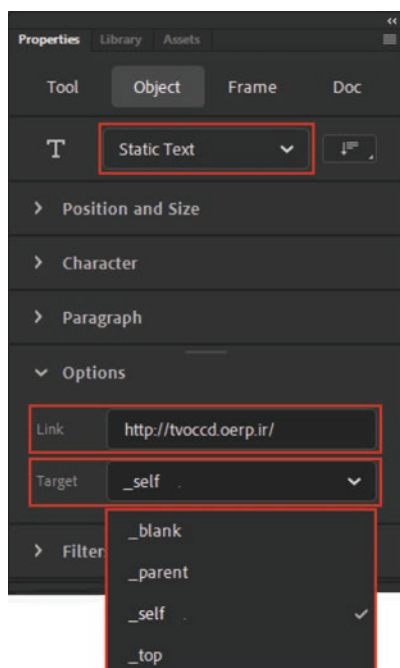 Properties Library Assets
Tool Object Frame Doc
T Static Text
Position and Size
Character
Paragraph
Options
Link http://tvoccd.oerp.ir/
Target _self
_blank
Filter
_parent
_self
_top